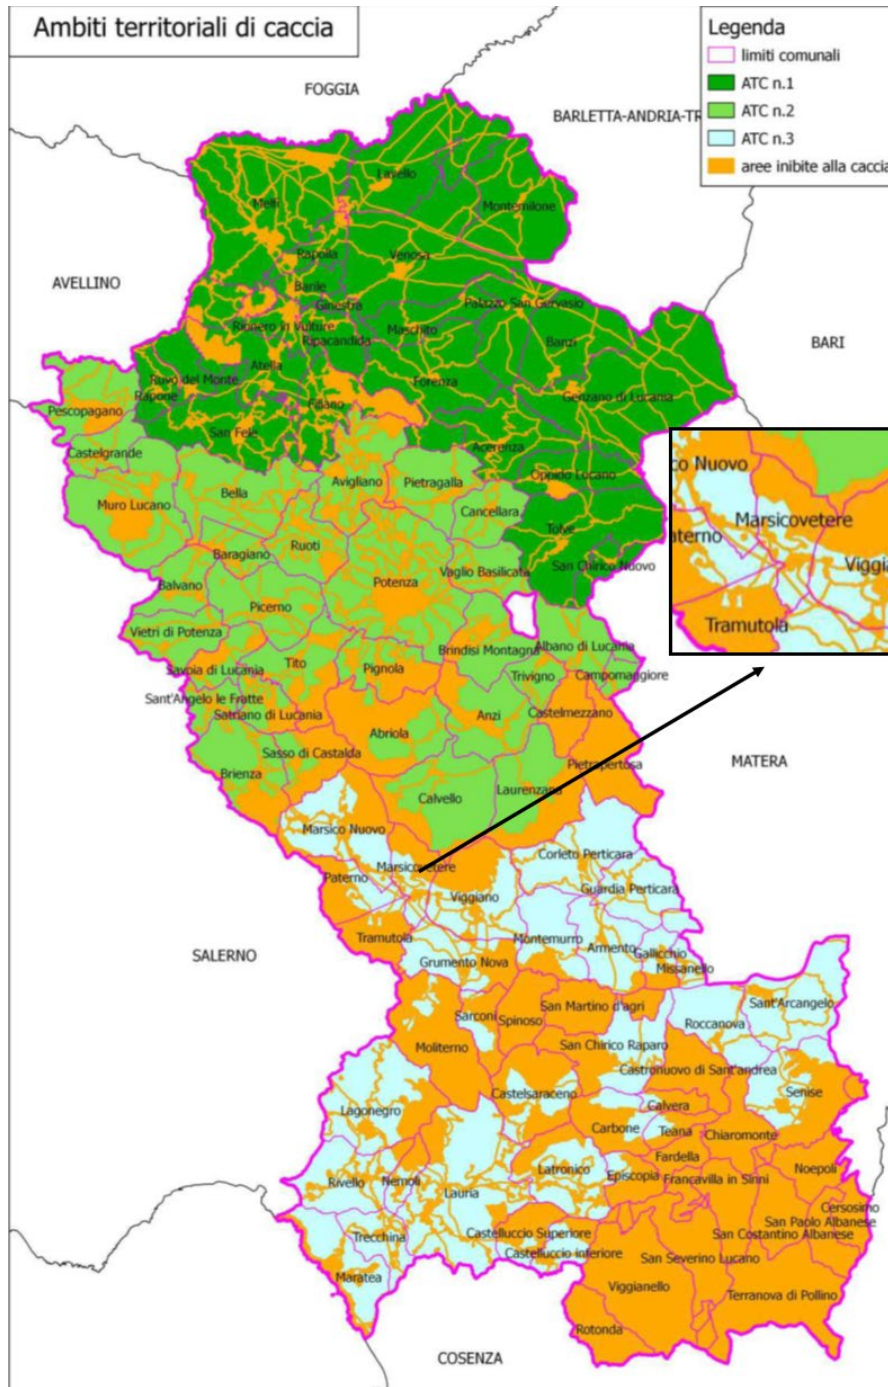 Ambiti territoriali di caccia
Legenda
limiti comunali
ATC n.1
ATC n.2
ATC n.3
aree inibite alla caccia
FOGGIA
BARLETTA-ANDRIA-TR
AVELLINO
BARI
MATERA
SALERNO
COSENZA
Lavello
Melfi
Montemilone
Rapolla
Venosa
Barile
Ginestra
Palazzo San Gervasio
Rionero in Vulture
Maschito
Ripacandida
Banzi
Atella
Ruvo del Monte
Forenza
Rapone
Filiano
Genzano di Lucania
Pescopagano
San Fele
Acerenza
Castelgrande
Oppido Lucano
Avigliano
Pietragalla
Bella
Muro Lucano
Cancellara
Tolve
Ruoti
Baragiano
San Chirico Nuovo
Vaglio Basilicata
Potenza
Balvano
Picerno
Vietri di Potenza
Brindisi Montagna
Albano di Lucania
Tito
Pignola
Savoia di Lucania
Trivigno
Campomaggiore
Sant'Angelo le Fratte
Satriano di Lucania
Anzi
Castelmezzano
Abriola
Sasso di Castalda
Pietrapertosa
Brienza
Calvello
Laurenzana
Marsico Nuovo
Corleto Perticara
Marsicovetere
Paterno
Viggiano
Guardia Perticara
Tramutola
Montemurro
Armento
Gallicchio
Grumento Nova
Missanello
San Martino d'agri
Sant'Arcangelo
Sarconi
Spinoso
Roccanova
San Chirico Raparo
Moliterno
Castronuovo di Sant'andrea
Castelsaraceno
Senise
Lagonegro
Calvera
Carbone
Teana
Chiaromonte
Fardella
Latronico
Noepoli
Episcopia
Francavilla in Sinni
Rivello
Nemoli
Lauria
Cersosimo
San Paolo Albanese
San Costantino Albanese
Castelluccio Superiore
Trecchina
Castelluccio inferiore
San Severino Lucano
Maratea
Viggianello
Terranova di Pollino
Rotonda
co Nuovo
Marsicovetere
aterno
Viggia
Tramutola